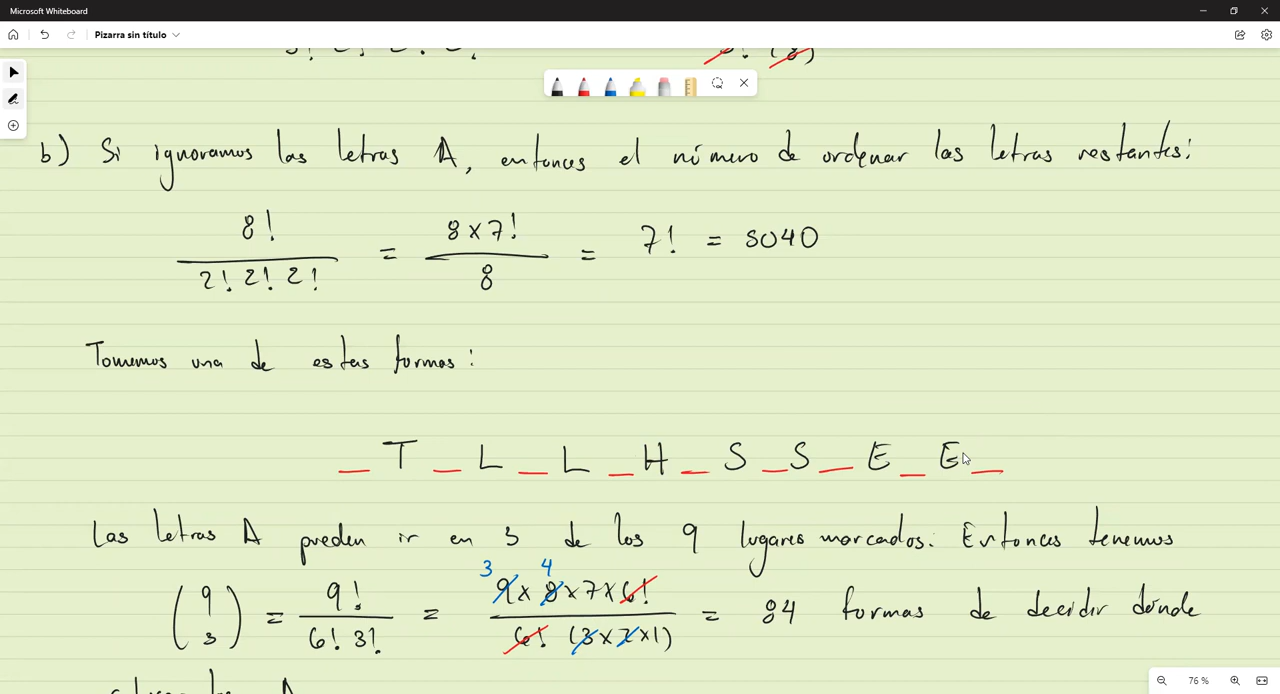 Microsoft Whiteboard
Pizarra sin título
b) Si ignoramos las letras A, entonces el número de ordenar las letras restantes:
8! / 2! 2! 2! = 8 x 7! / 8 = 7! = 5040
Tomemos una de estas formas:
_ T _ L _ L _ H _ S _ S _ E _ E _
Las letras A pueden ir en 3 de los 9 lugares marcados. Entonces tenemos
(9 3) = 9! / 6! 3! = 9 x 8 x 7 x 6! / 6! (3 x 2 x 1) = 84 formas de decidir dónde
3 4
76 %